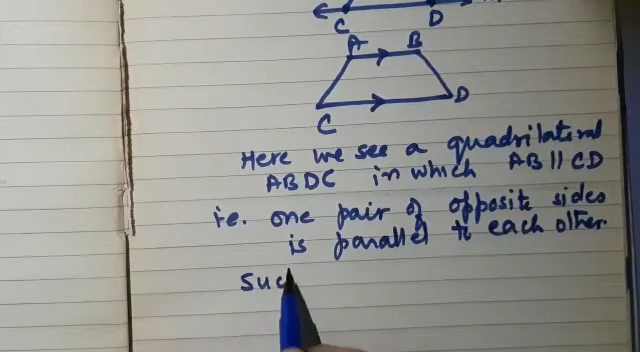 C D
A B
C D
Here we see a quadrilateral
ABDC in which AB || CD
i.e. one pair of opposite sides
is parallel to each other.
Suc